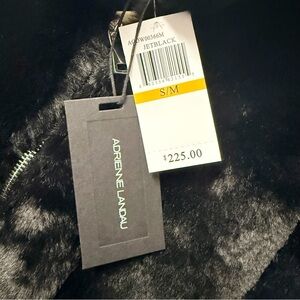 JETBLACK
S/M
$225.00
ADRIENNE LANDAU